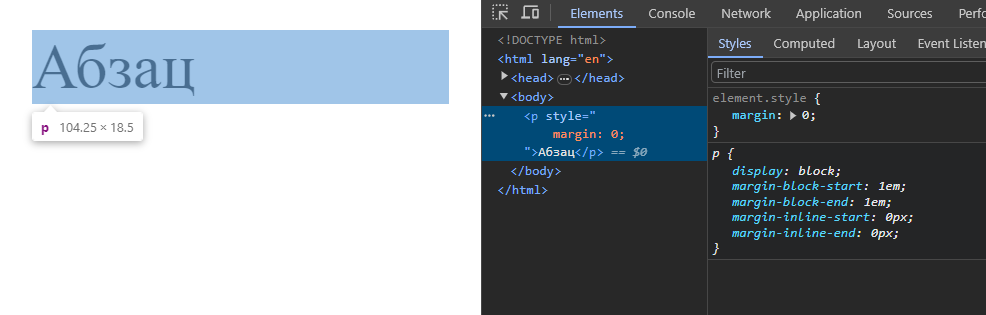 Абзац
p 104.25 × 18.5
Elements Console Network Application Sources Perfo
<!DOCTYPE html>
<html lang="en">
<head> ⋯ </head>
<body>
⋯ <p style="
margin: 0;
">Абзац</p> == $0
</body>
</html>
Styles Computed Layout Event Listen
Filter
element.style {
margin: 0;
}
p {
display: block;
margin-block-start: 1em;
margin-block-end: 1em;
margin-inline-start: 0px;
margin-inline-end: 0px;
}